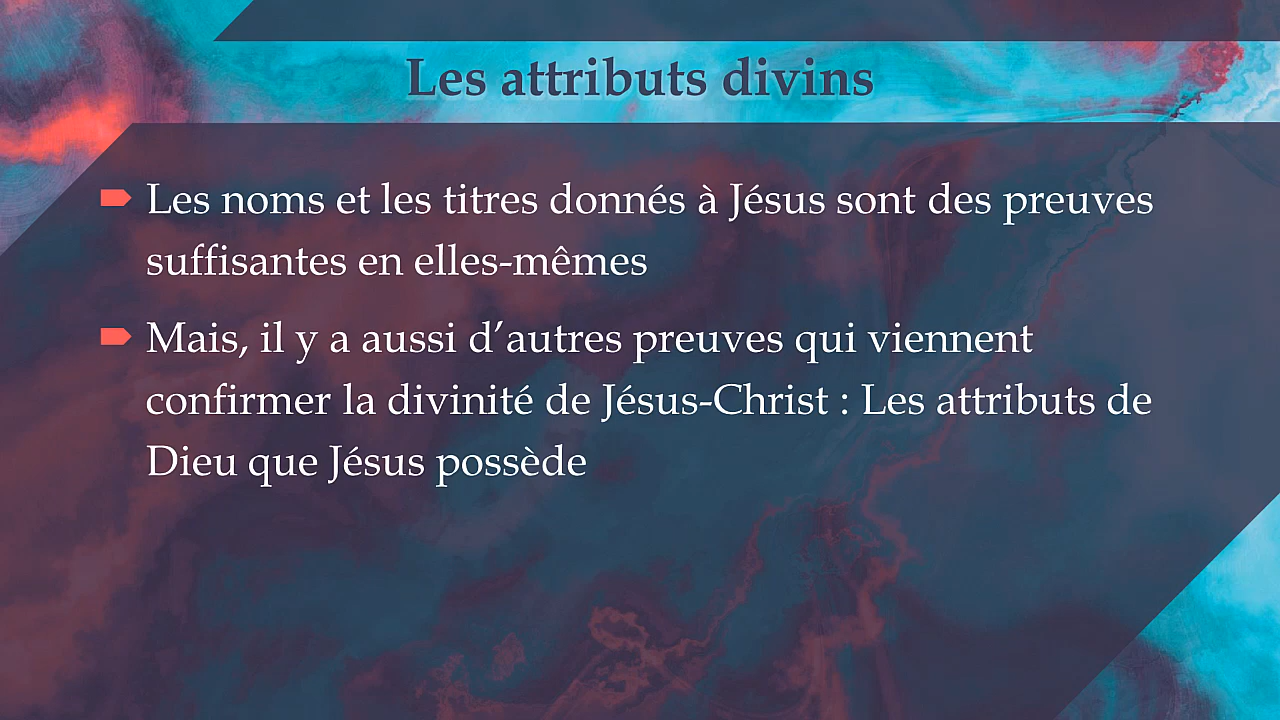 Les attributs divins
Les noms et les titres donnés à Jésus sont des preuves
suffisantes en elles-mêmes
Mais, il y a aussi d’autres preuves qui viennent
confirmer la divinité de Jésus-Christ : Les attributs de
Dieu que Jésus possède